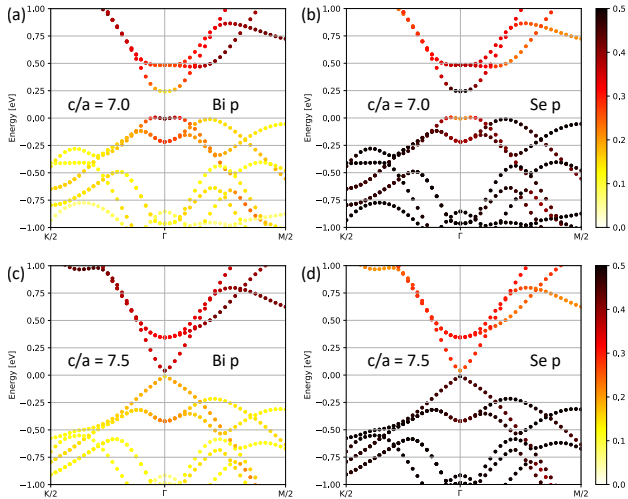 (a)
1.00
0.75
0.50
0.25
0.00
−0.25
−0.50
−0.75
−1.00
Energy [eV]
c/a = 7.0
Bi p
K/2
Γ
M/2
(b)
1.00
0.75
0.50
0.25
0.00
−0.25
−0.50
−0.75
−1.00
Energy [eV]
c/a = 7.0
Se p
K/2
Γ
M/2
0.5
0.4
0.3
0.2
0.1
0.0
(c)
1.00
0.75
0.50
0.25
0.00
−0.25
−0.50
−0.75
−1.00
Energy [eV]
c/a = 7.5
Bi p
K/2
Γ
M/2
(d)
1.00
0.75
0.50
0.25
0.00
−0.25
−0.50
−0.75
−1.00
Energy [eV]
c/a = 7.5
Se p
K/2
Γ
M/2
0.5
0.4
0.3
0.2
0.1
0.0